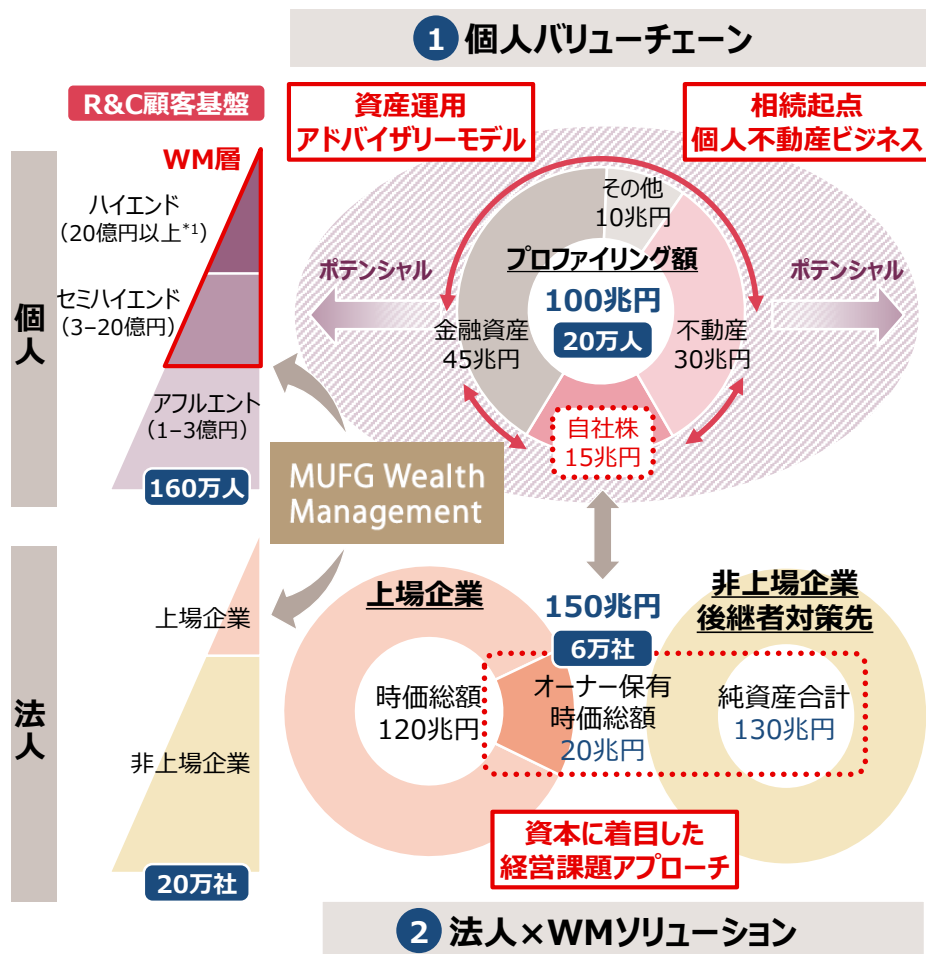 1 個人バリューチェーン
R&C顧客基盤
資産運用
アドバイザリーモデル
相続起点
個人不動産ビジネス
個人
WM層
ハイエンド
（20億円以上*1）
セミハイエンド
（3–20億円）
アフルエント
（1–3億円）
160万人
ポテンシャル
ポテンシャル
その他
10兆円
プロファイリング額
100兆円
20万人
金融資産
45兆円
不動産
30兆円
自社株
15兆円
MUFG Wealth
Management
法人
上場企業
非上場企業
20万社
上場企業
時価総額
120兆円
150兆円
6万社
オーナー保有
時価総額
20兆円
非上場企業
後継者対策先
純資産合計
130兆円
資本に着目した
経営課題アプローチ
2 法人×WMソリューション